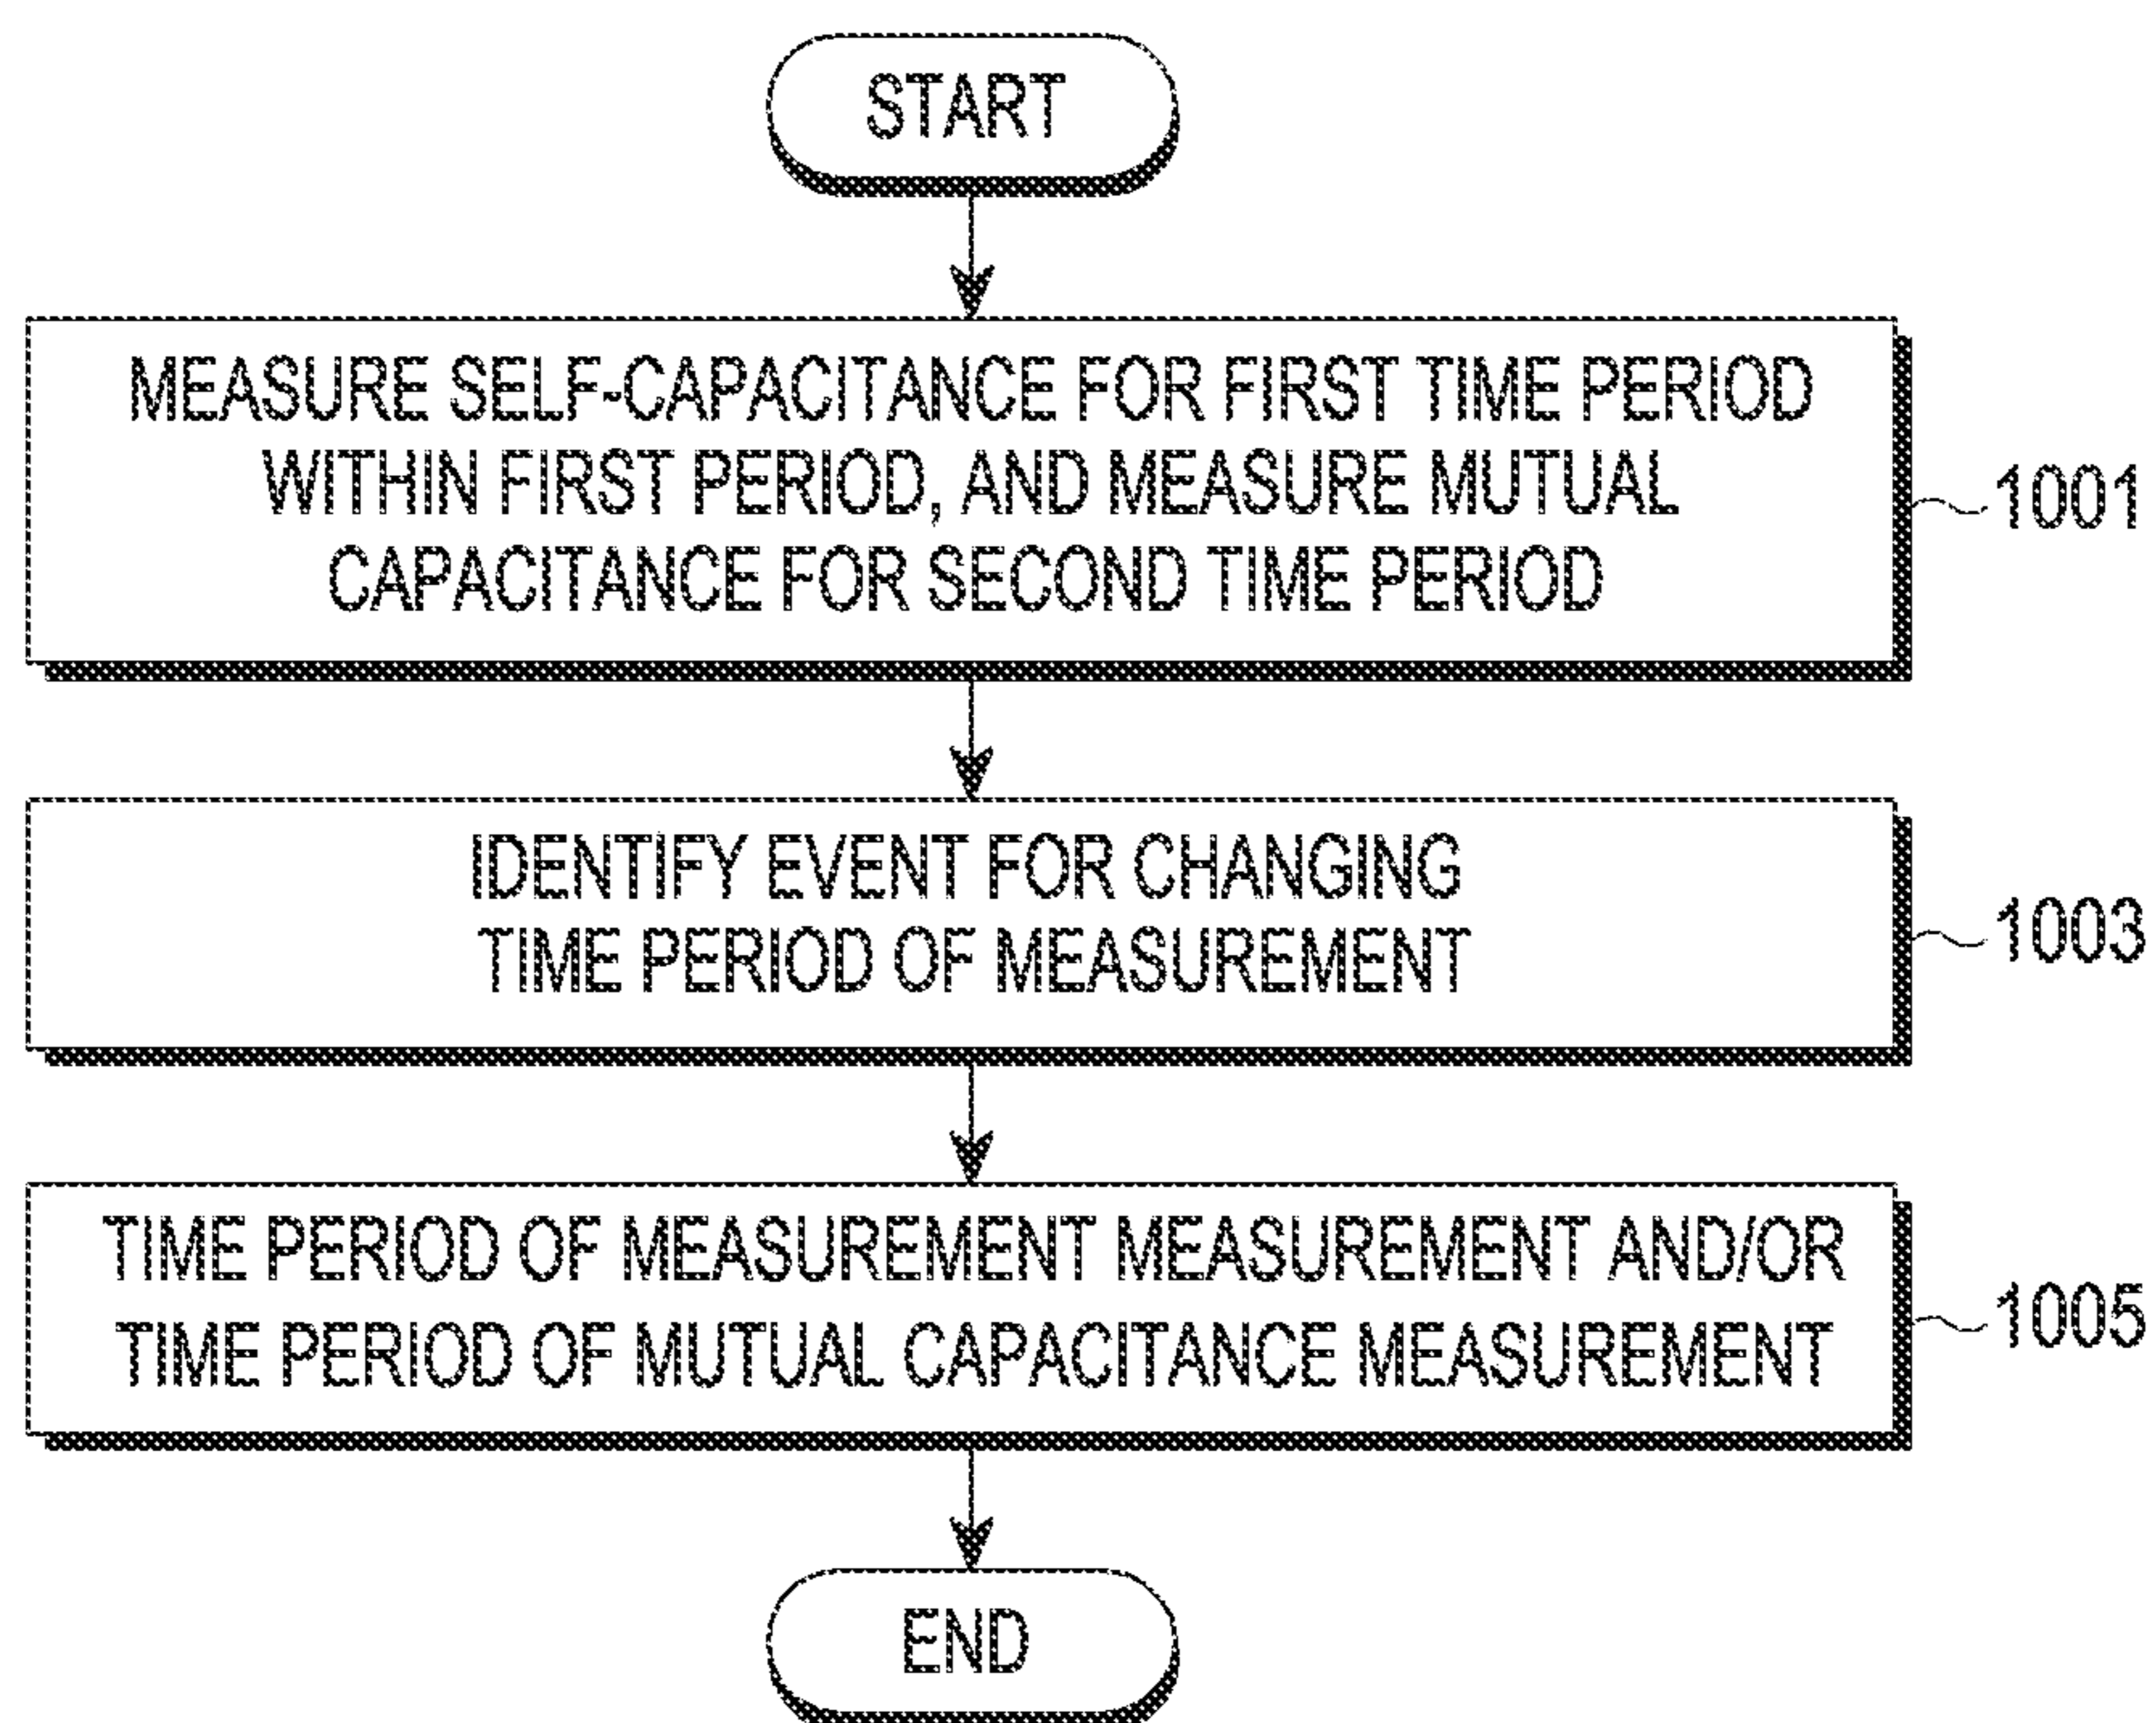 START
MEASURE SELF-CAPACITANCE FOR FIRST TIME PERIOD
WITHIN FIRST PERIOD, AND MEASURE MUTUAL
CAPACITANCE FOR SECOND TIME PERIOD
1001
IDENTIFY EVENT FOR CHANGING
TIME PERIOD OF MEASUREMENT
1003
TIME PERIOD OF MEASUREMENT MEASUREMENT AND/OR
TIME PERIOD OF MUTUAL CAPACITANCE MEASUREMENT
1005
END